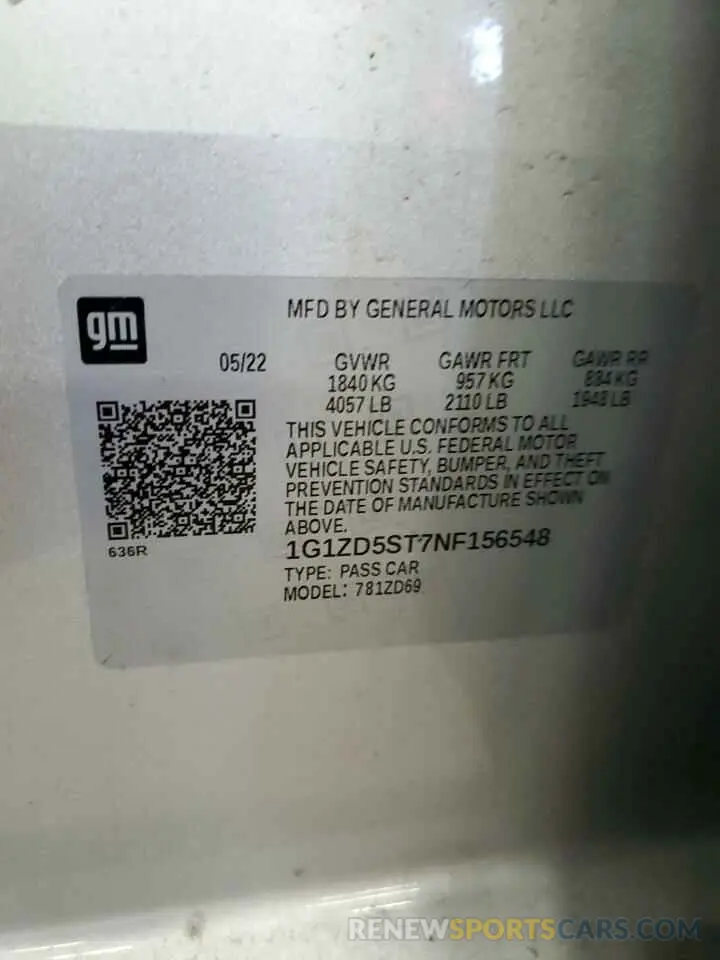 gm
MFD BY GENERAL MOTORS LLC
05/22 GVWR GAWR FRT GAWR RR
1840 KG 957 KG 884 KG
4057 LB 2110 LB 1948 LB
THIS VEHICLE CONFORMS TO ALL
APPLICABLE U.S. FEDERAL MOTOR
VEHICLE SAFETY, BUMPER, AND THEFT
PREVENTION STANDARDS IN EFFECT ON
THE DATE OF MANUFACTURE SHOWN
ABOVE.
636R
1G1ZD5ST7NF156548
TYPE: PASS CAR
MODEL: 781ZD69
RENEWSPORTSCARS.COM